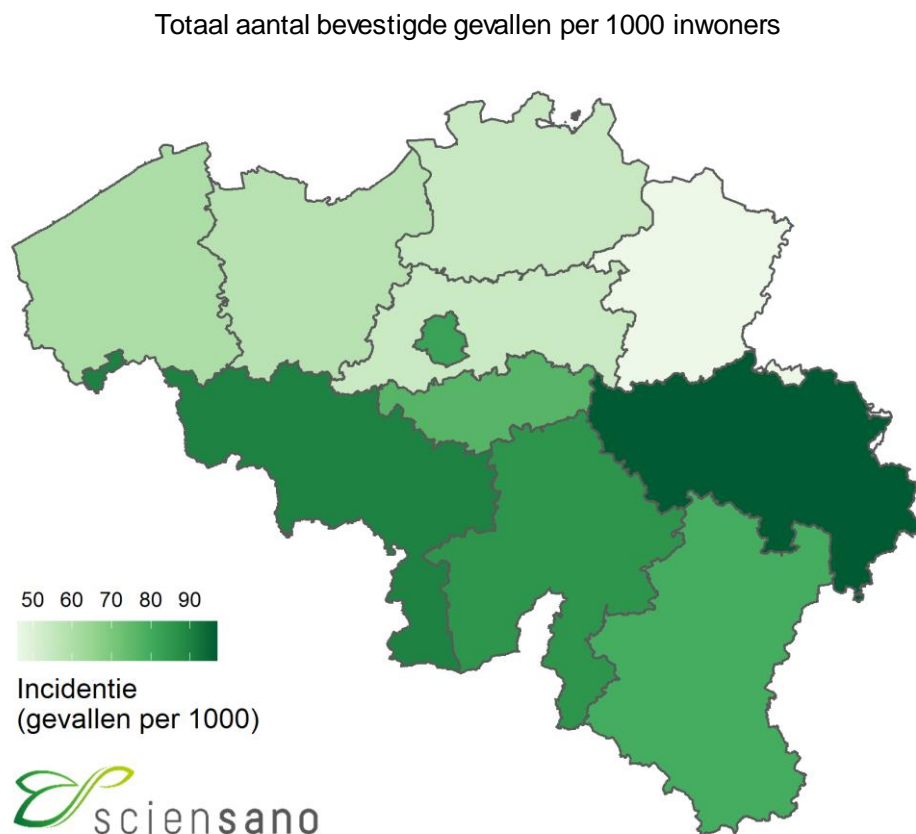 Totaal aantal bevestigde gevallen per 1000 inwoners
50 60 70 80 90
Incidentie
(gevallen per 1000)
sciensano